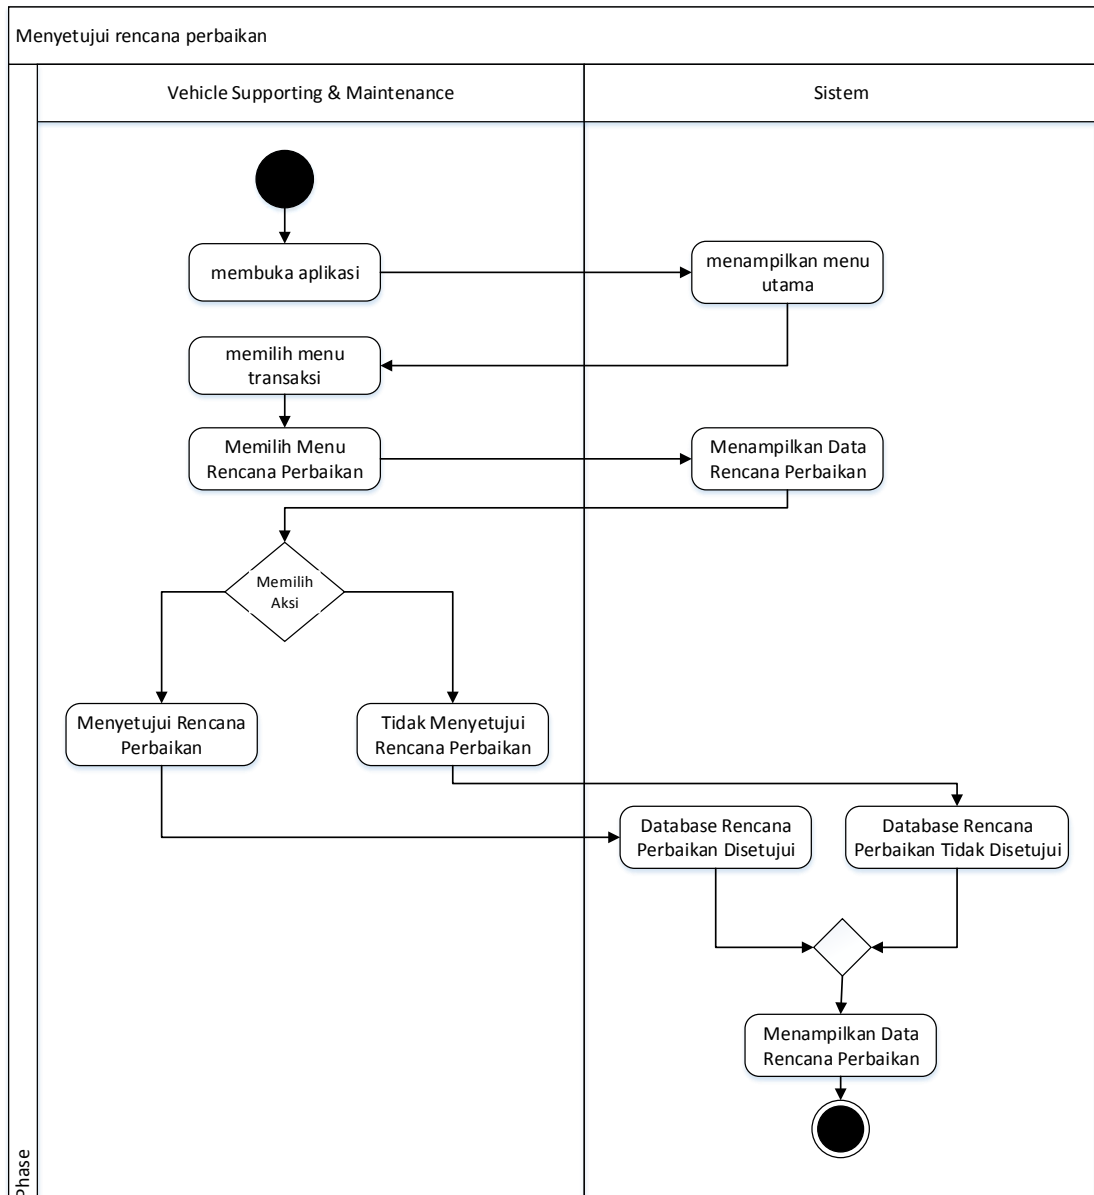 Menyetujui rencana perbaikan
Vehicle Supporting & Maintenance
Sistem
membuka aplikasi
menampilkan menu
utama
memilih menu
transaksi
Memilih Menu
Rencana Perbaikan
Menampilkan Data
Rencana Perbaikan
Memilih
Aksi
Menyetujui Rencana
Perbaikan
Tidak Menyetujui
Rencana Perbaikan
Database Rencana
Perbaikan Disetujui
Database Rencana
Perbaikan Tidak Disetujui
Menampilkan Data
Rencana Perbaikan
Phase